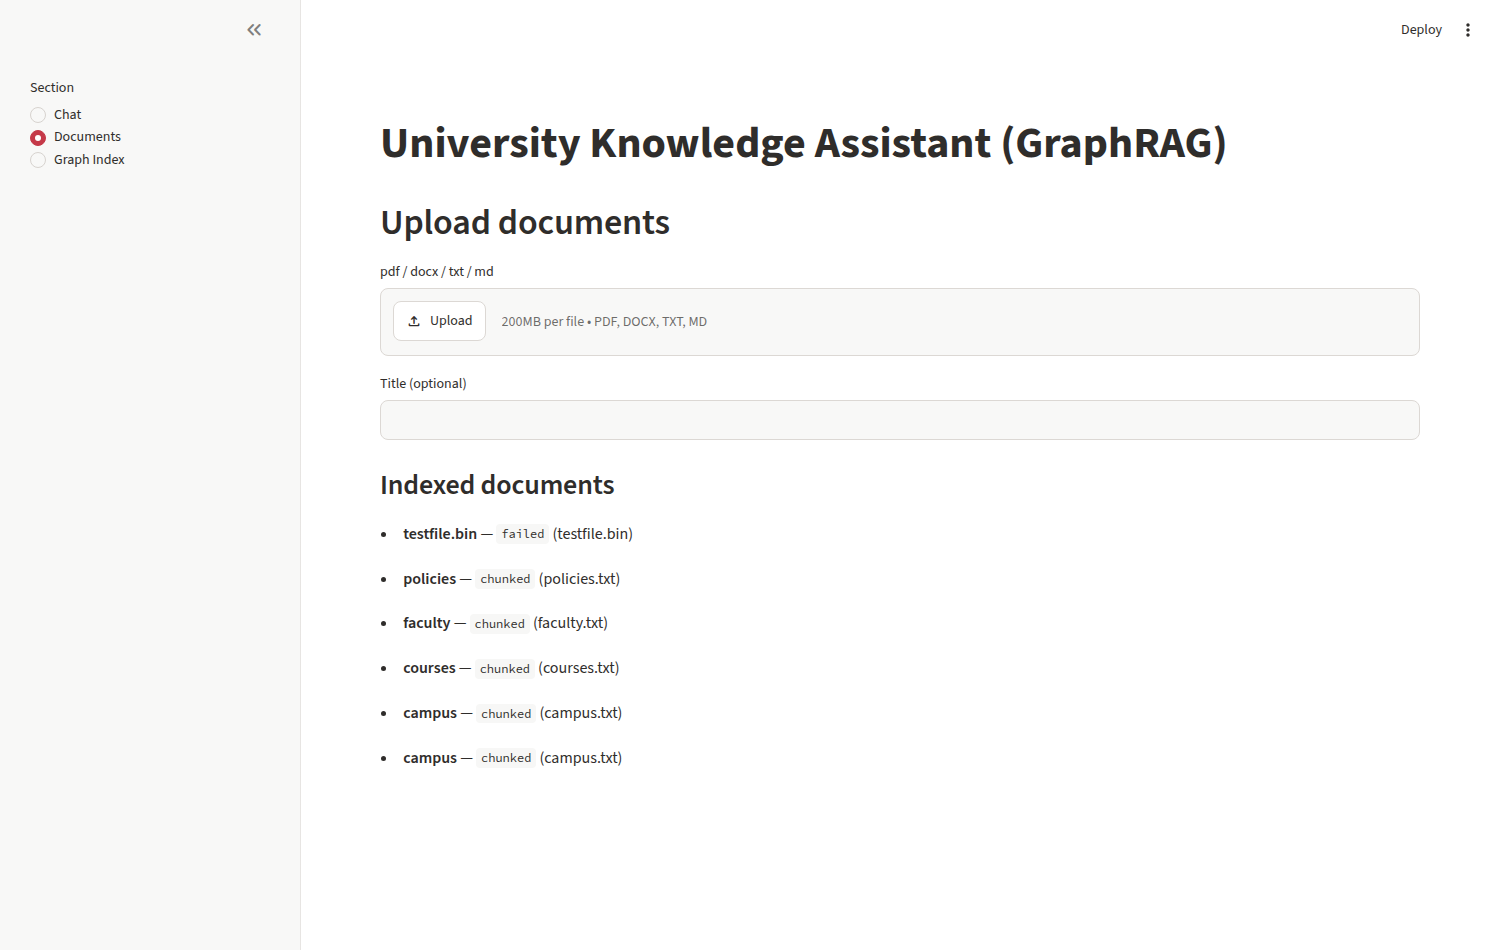 Deploy
Section
Chat
Documents
Graph Index
University Knowledge Assistant (GraphRAG)
Upload documents
pdf / docx / txt / md
Upload 200MB per file • PDF, DOCX, TXT, MD
Title (optional)
Indexed documents
• testfile.bin — failed (testfile.bin)
• policies — chunked (policies.txt)
• faculty — chunked (faculty.txt)
• courses — chunked (courses.txt)
• campus — chunked (campus.txt)
• campus — chunked (campus.txt)